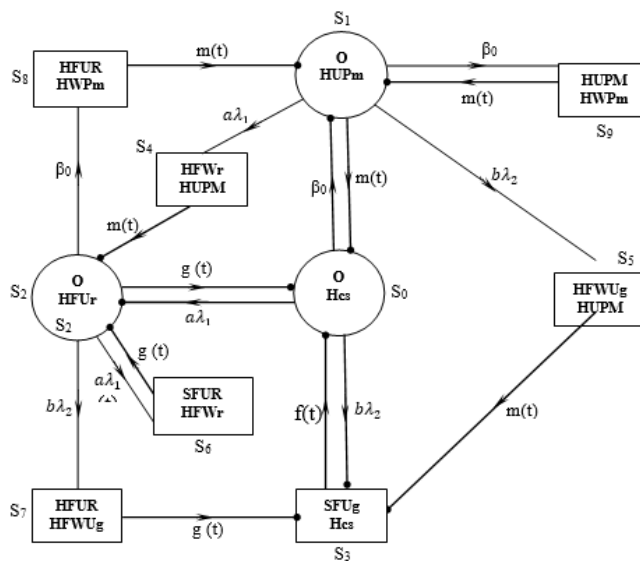 S1
O
HUPm
HFUR
HWPm
S8
m(t)
β0
m(t)
HUPM
HWPm
S9
aλ1
S4
HFWr
HUPM
β0
m(t)
bλ2
β0
m(t)
S2
O
HFUr
S2
g (t)
aλ1
O
Hcs
S0
S5
HFWUg
HUPM
g (t)
aλ1
bλ2
SFUR
HFWr
S6
f(t)
bλ2
m(t)
S7
HFUR
HFWUg
g (t)
SFUg
Hcs
S3